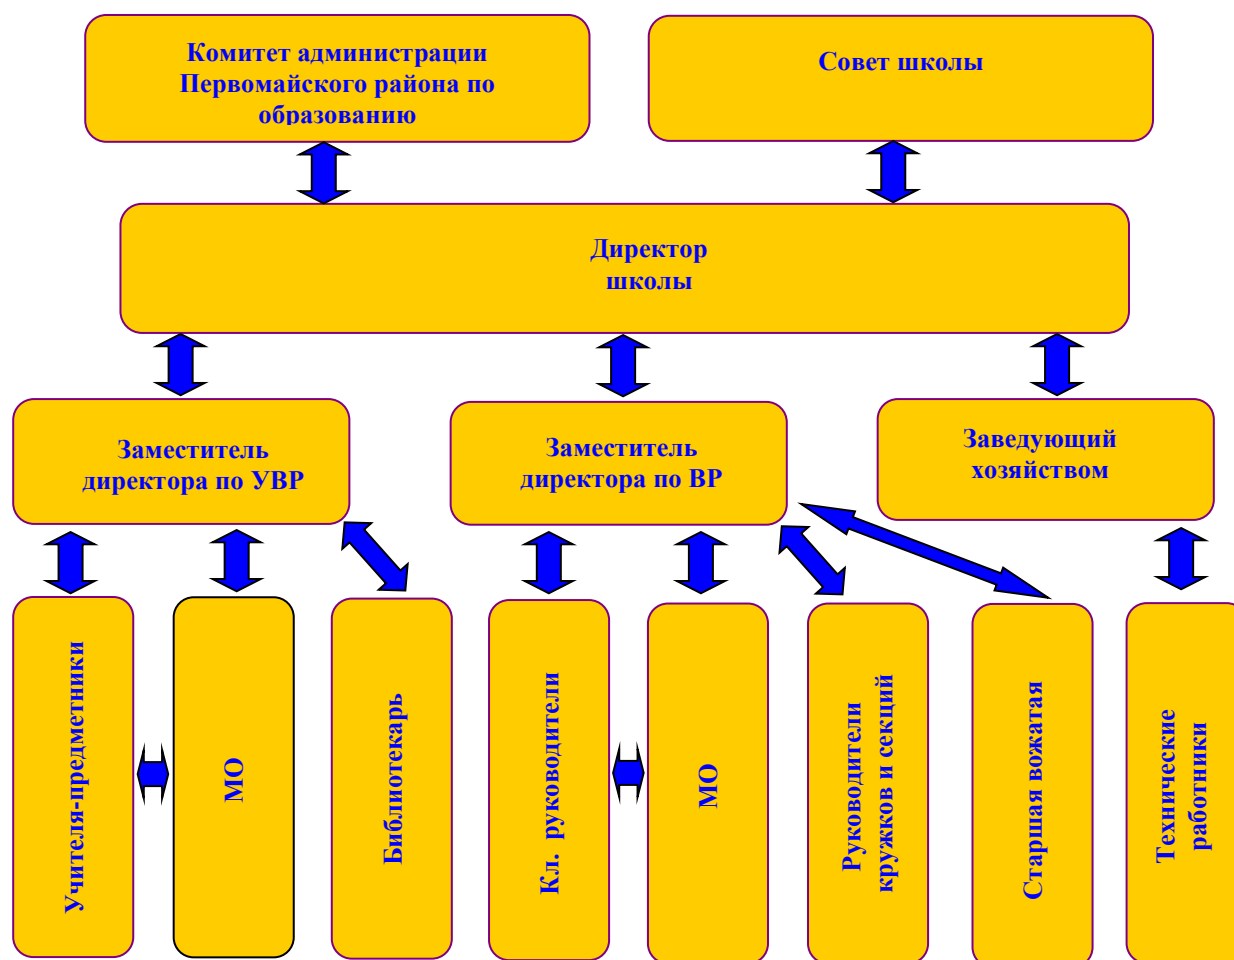 Комитет администрации
Первомайского района по
образованию
Совет школы
Директор
школы
Заместитель
директора по УВР
Заместитель
директора по ВР
Заведующий
хозяйством
Учителя-предметники
МО
Библиотекарь
Кл. руководители
МО
Руководители
кружков и секций
Старшая вожатая
Технические
работники